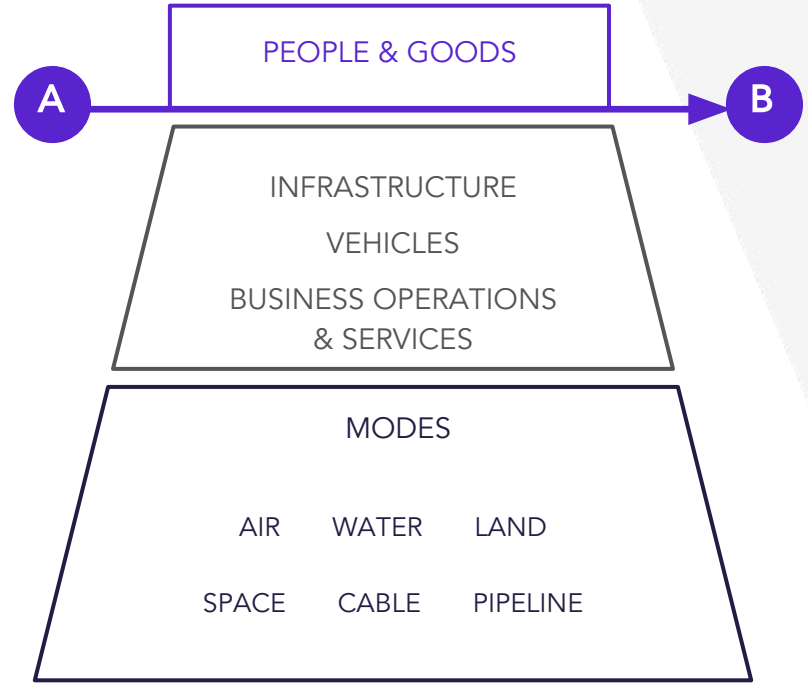 PEOPLE & GOODS
A
B
INFRASTRUCTURE
VEHICLES
BUSINESS OPERATIONS
& SERVICES
MODES
AIR WATER LAND
SPACE CABLE PIPELINE